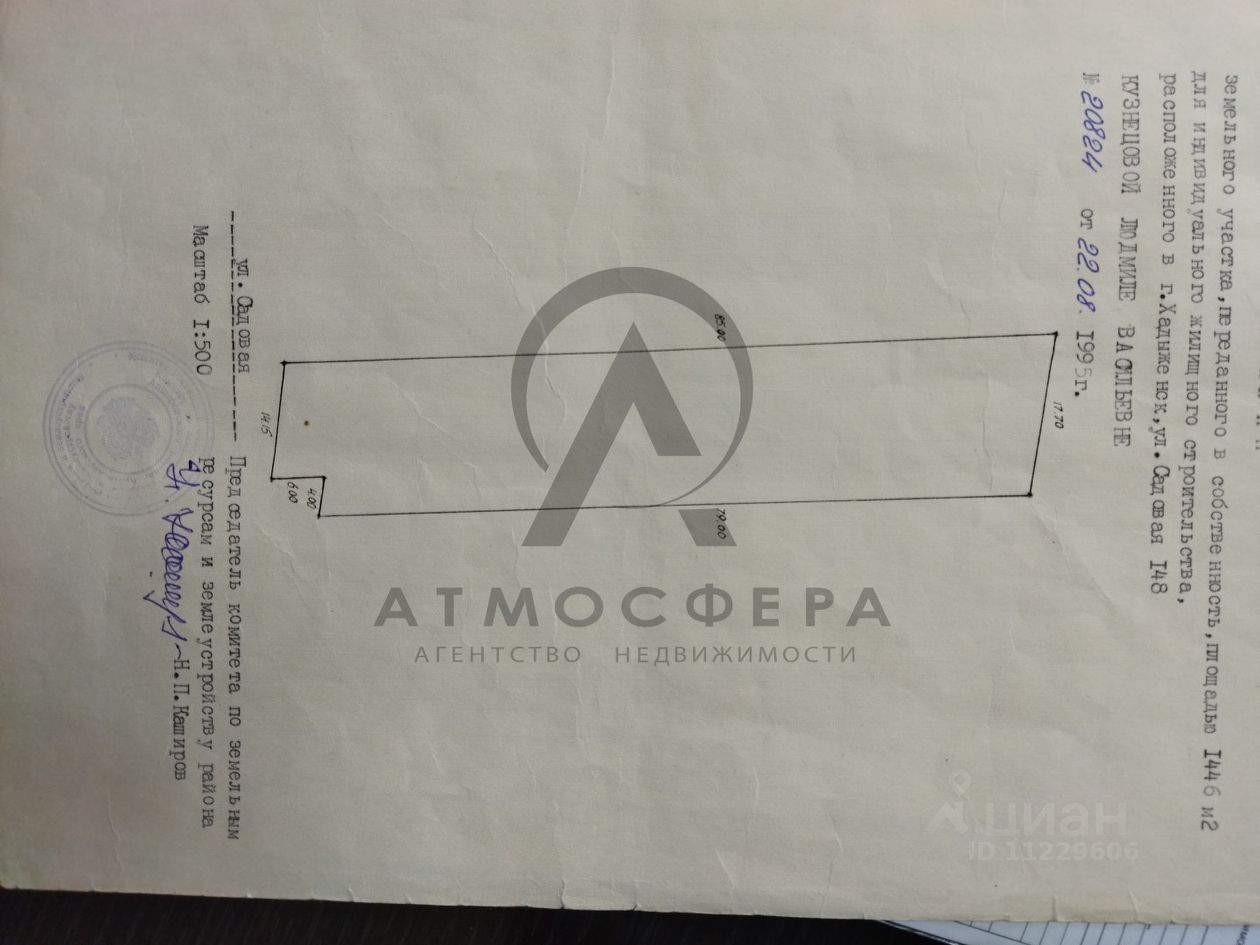 земельного участка,переданного в собственность,площадью I446 м2
для индивидуального жилищного строительства,
расположенного в г.Хадыженск,ул.Садовая I48
КУЗНЕЦОВОЙ ЛЮДМИЛЕ ВАСИЛЬЕВНЕ
№ 20824 от 22.08. I995г.
17.70
85.00
79.00
4.00
6.00
14.15
ул.Садовая
Масштаб I:500
Председатель комитета по земельным
ресурсам и землеустройству района
Н.П.Каширов
АТМОСФЕРА
АГЕНТСТВО НЕДВИЖИМОСТИ
циан
ID 11229606